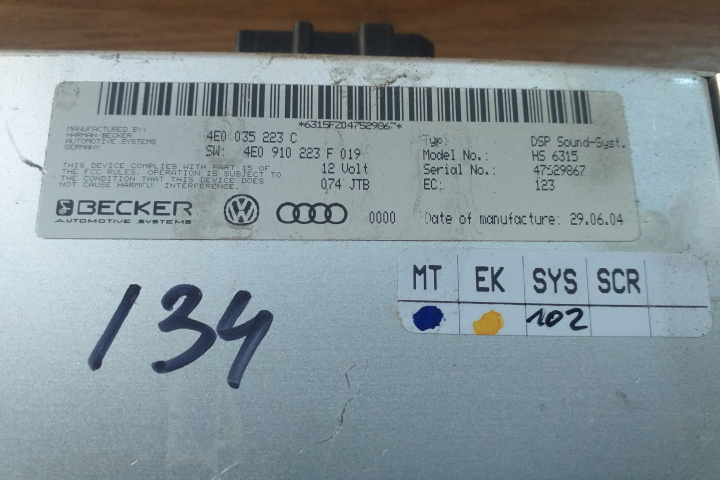 *6315FZ047529867*
MANUFACTURED BY:
HARMAN BECKER
AUTOMOTIVE SYSTEMS
GERMANY
4E0 035 223 C
SW: 4E0 910 223 F 019
THIS DEVICE COMPLIES WITH PART 15 OF
THE FCC RULES. OPERATION IS SUBJECT TO
THE CONDITION THAT THIS DEVICE DOES
NOT CAUSE HARMFU' INTERFERENCE.
12 Volt
074 JTB
BECKER
AUTOMOTIVE SYSTEMS
0000
Typ: DSP Sound-Syst.
Model No.: HS 6315
Serial No.: 47529867
EC: 123
Date of manufacture: 29.06.04
MT EK SYS SCR
102
134